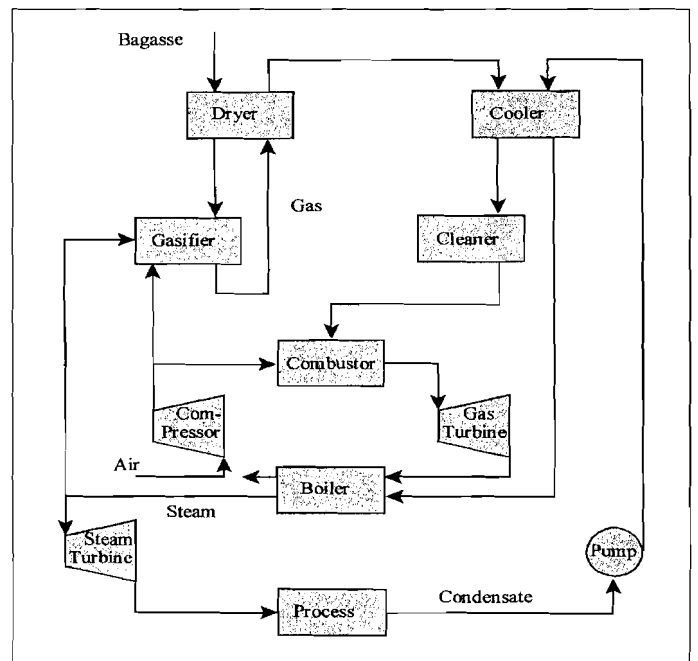 Bagasse
Dryer
Cooler
Gas
Gasifier
Cleaner
Combustor
Com-
Pressor
Gas
Turbine
Air
Boiler
Steam
Steam
Turbine
Pump
Process
Condensate